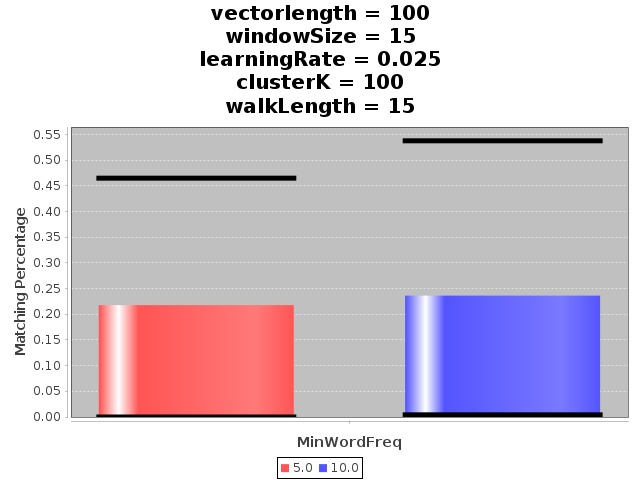 vectorlength = 100
windowSize = 15
learningRate = 0.025
clusterK = 100
walkLength = 15
Matching Percentage
0.55
0.50
0.45
0.40
0.35
0.30
0.25
0.20
0.15
0.10
0.05
0.00
MinWordFreq
5.0 10.0